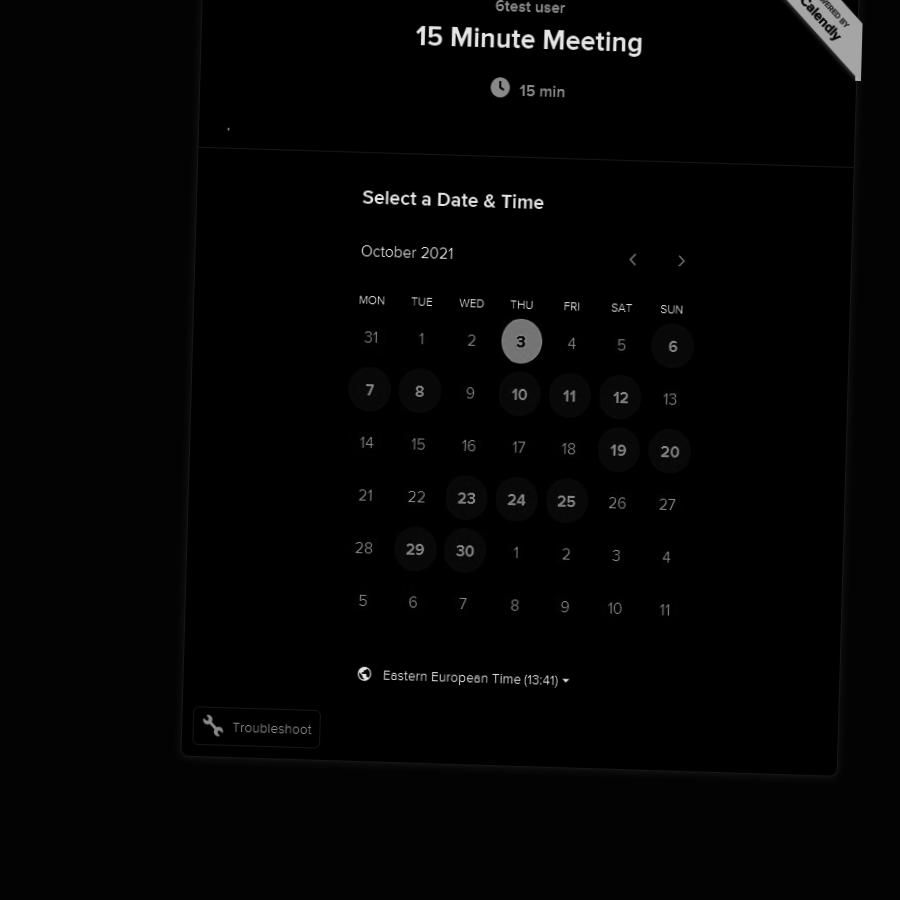 6test user
15 Minute Meeting
15 min
POWERED BY
Calendly
Select a Date & Time
October 2021
MON TUE WED THU FRI SAT SUN
31 1 2 3 4 5 6
7 8 9 10 11 12 13
14 15 16 17 18 19 20
21 22 23 24 25 26 27
28 29 30 1 2 3 4
5 6 7 8 9 10 11
Eastern European Time (13:41)
Troubleshoot